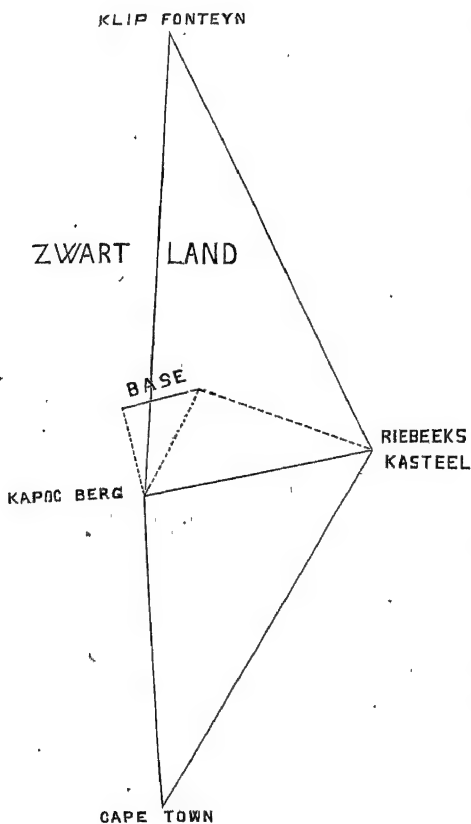 KLIP FONTEYN
ZWART LAND
BASE
RIEBEEKS
KASTEEL
KAPOC BERG
CAPE TOWN